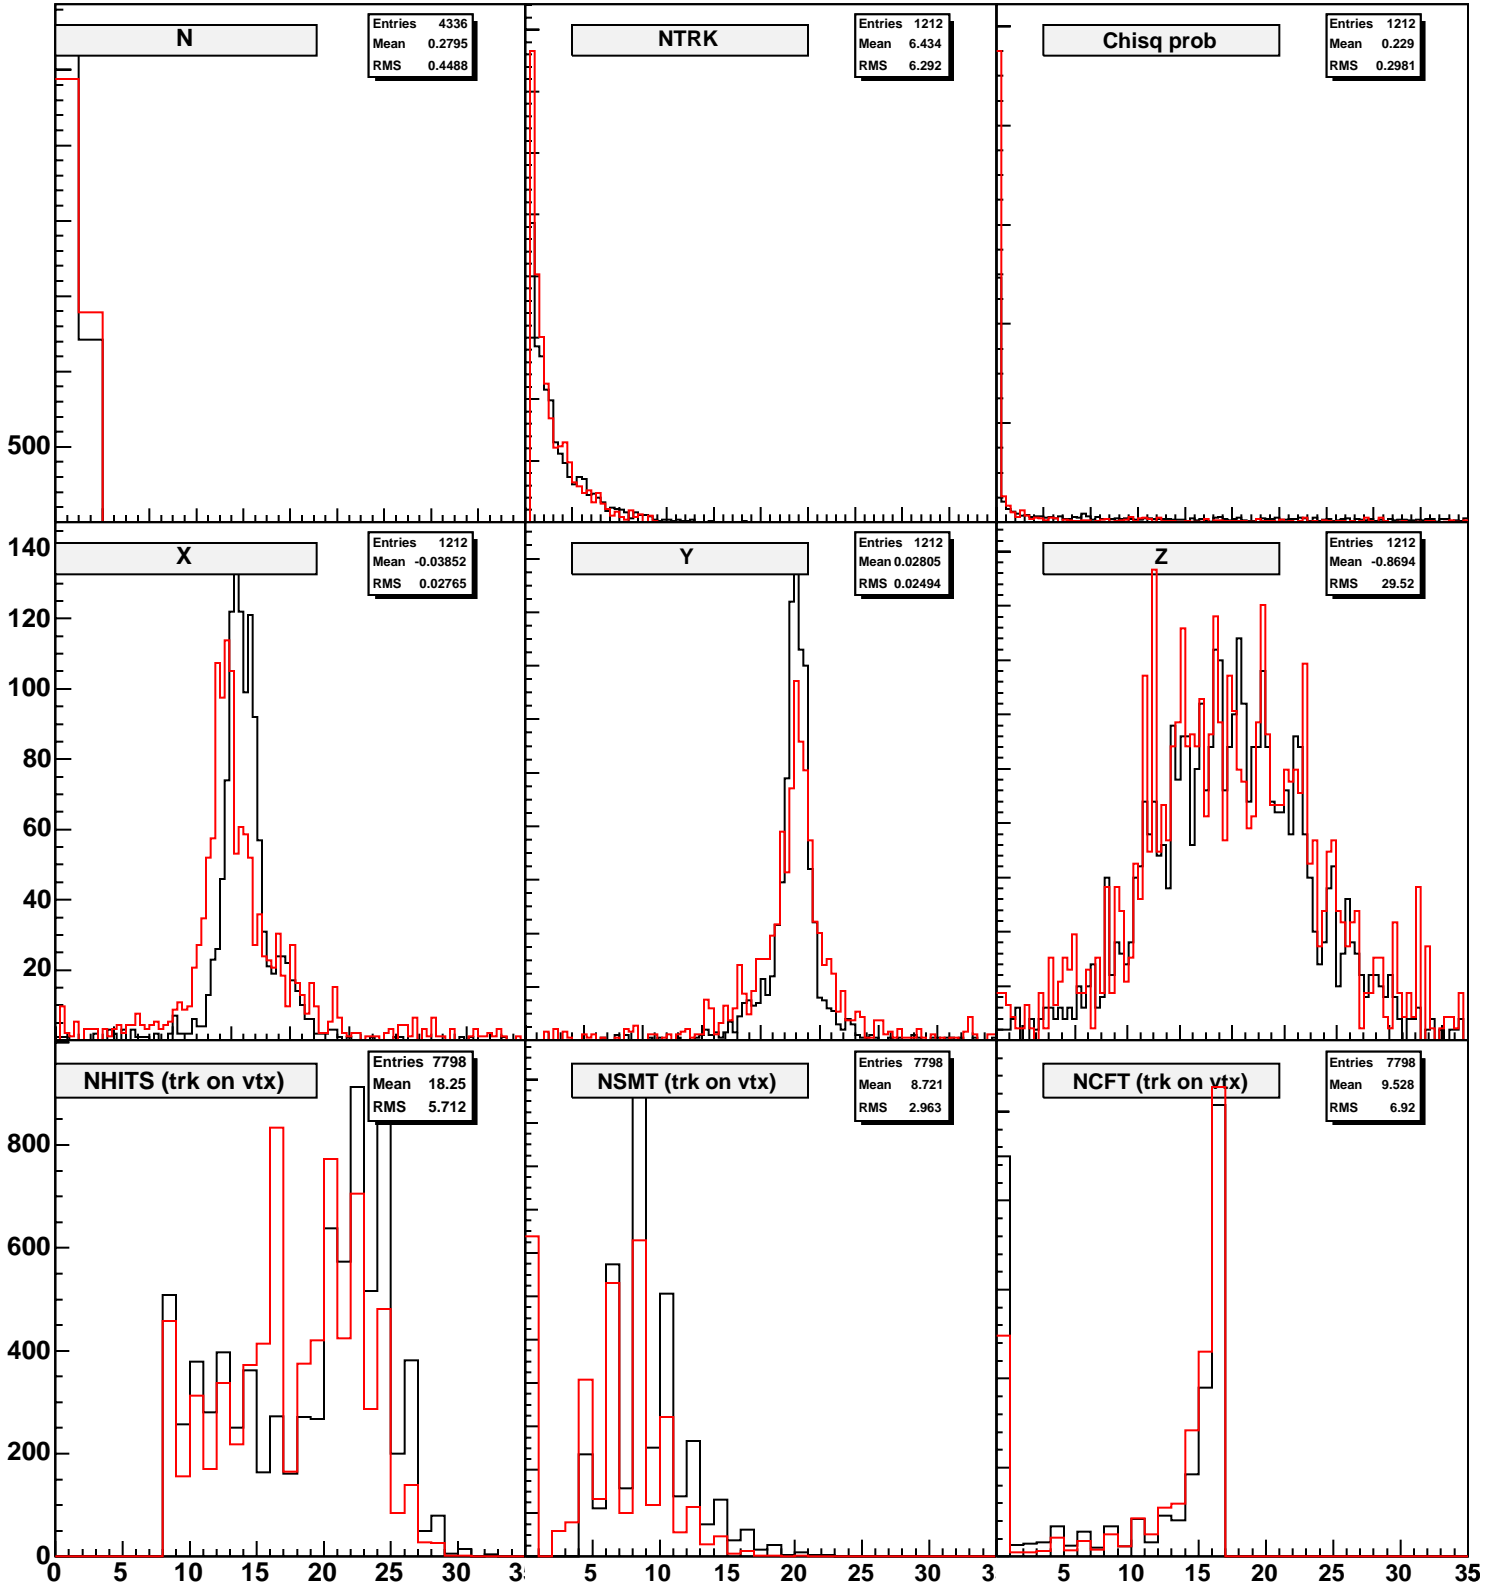 N
Entries 4336
Mean 0.2795
RMS 0.4488
NTRK
Entries 1212
Mean 6.434
RMS 6.292
Chisq prob
Entries 1212
Mean 0.229
RMS 0.2981
500
X
Entries 1212
Mean -0.03852
RMS 0.02765
Y
Entries 1212
Mean 0.02805
RMS 0.02494
Z
Entries 1212
Mean -0.8694
RMS 29.52
140
120
100
80
60
40
20
NHITS (trk on vtx)
Entries 7798
Mean 18.25
RMS 5.712
NSMT (trk on vtx)
Entries 7798
Mean 8.721
RMS 2.963
NCFT (trk on vtx)
Entries 7798
Mean 9.528
RMS 6.92
800
600
400
200
0
0 5 10 15 20 25 30 5 10 15 20 25 30 3 5 10 15 20 25 30 35